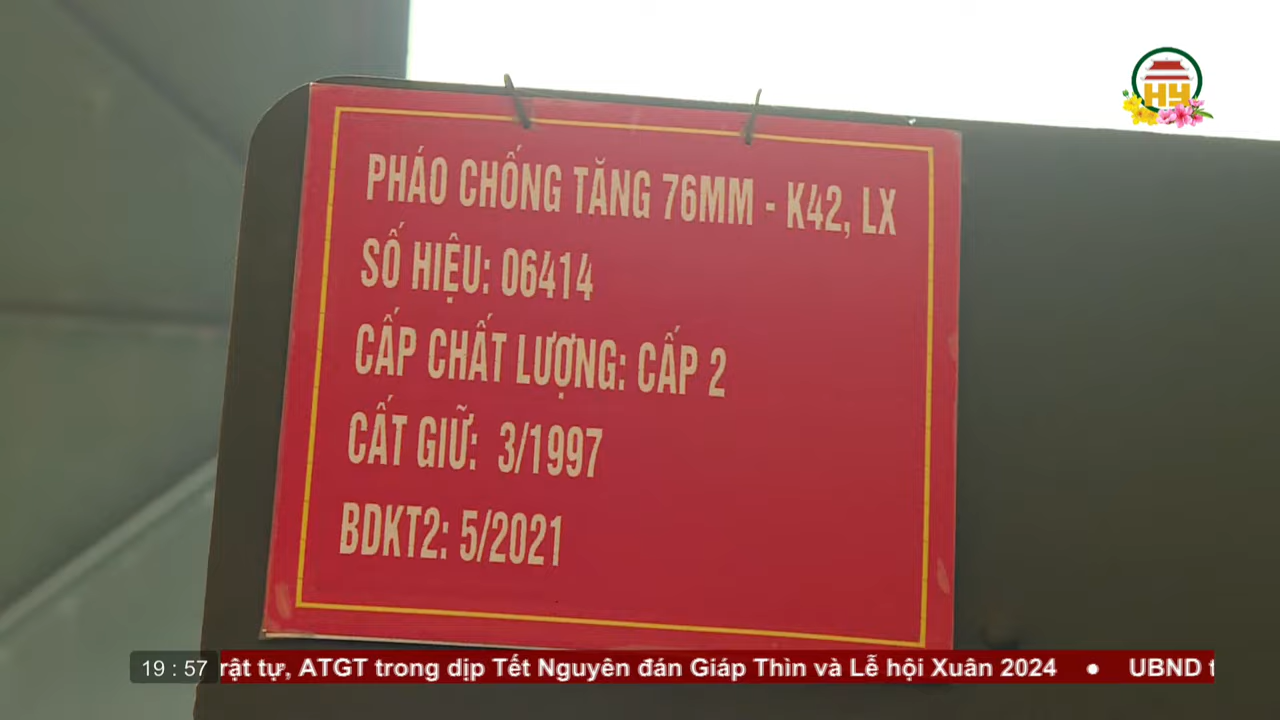 HY
PHÁO CHỐNG TĂNG 76MM - K42, LX
SỐ HIỆU: 06414
CẤP CHẤT LƯỢNG: CẤP 2
CẤT GIỮ: 3/1997
BDKT2: 5/2021
19 : 57 rật tự, ATGT trong dịp Tết Nguyên đán Giáp Thìn và Lễ hội Xuân 2024 • UBND t